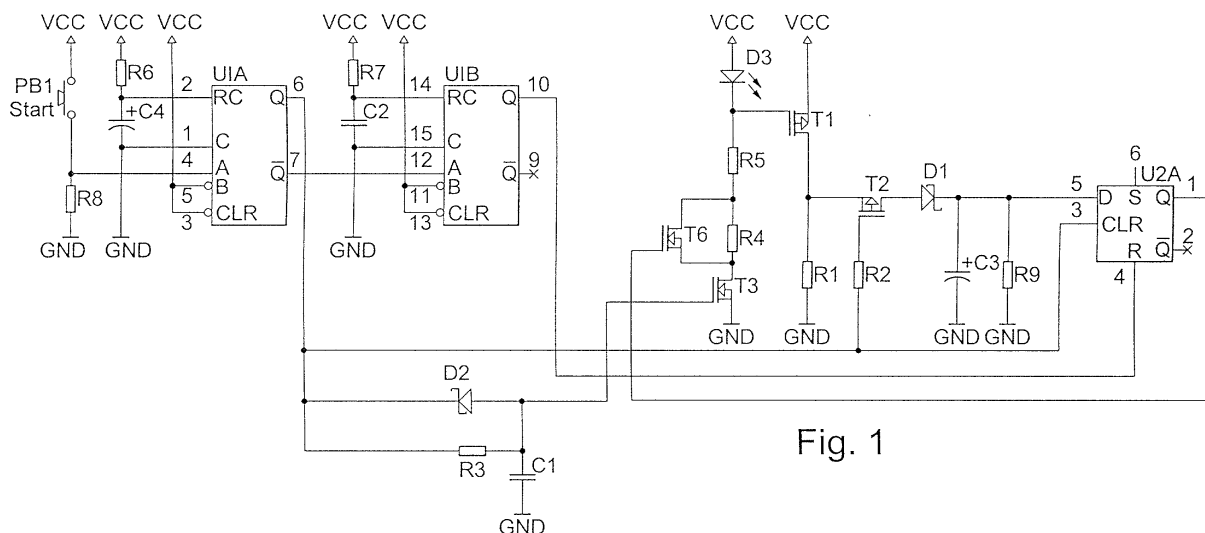 VCC VCC VCC VCC VCC VCC VCC
PB1
Start
R6
+C4
R8
GND GND
UIA
2 RC Q 6
1 C
4 A Q 7
5 B
3 CLR
R7
C2
GND
UIB
14 RC Q 10
15 C
12 A Q 9
11 B
13 CLR
D3
T1
R5
T6
R4
T3
GND
R1
GND
T2
R2
D1
+C3
GND
R9
GND
6
U2A
5 D S Q 1
3 CLR
Q 2
R
4
D2
R3
C1
GND
Fig. 1